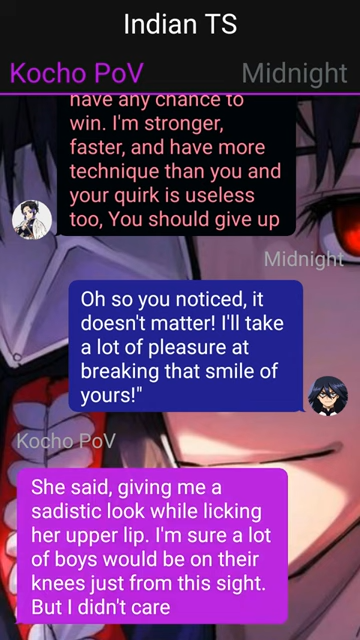 Indian TS
Kocho PoV Midnight
have any chance to
win. I'm stronger,
faster, and have more
technique than you and
your quirk is useless
too, You should give up
Midnight
Oh so you noticed, it
doesn't matter! I'll take
a lot of pleasure at
breaking that smile of
yours!"
Kocho PoV
She said, giving me a
sadistic look while licking
her upper lip. I'm sure a lot
of boys would be on their
knees just from this sight.
But I didn't care